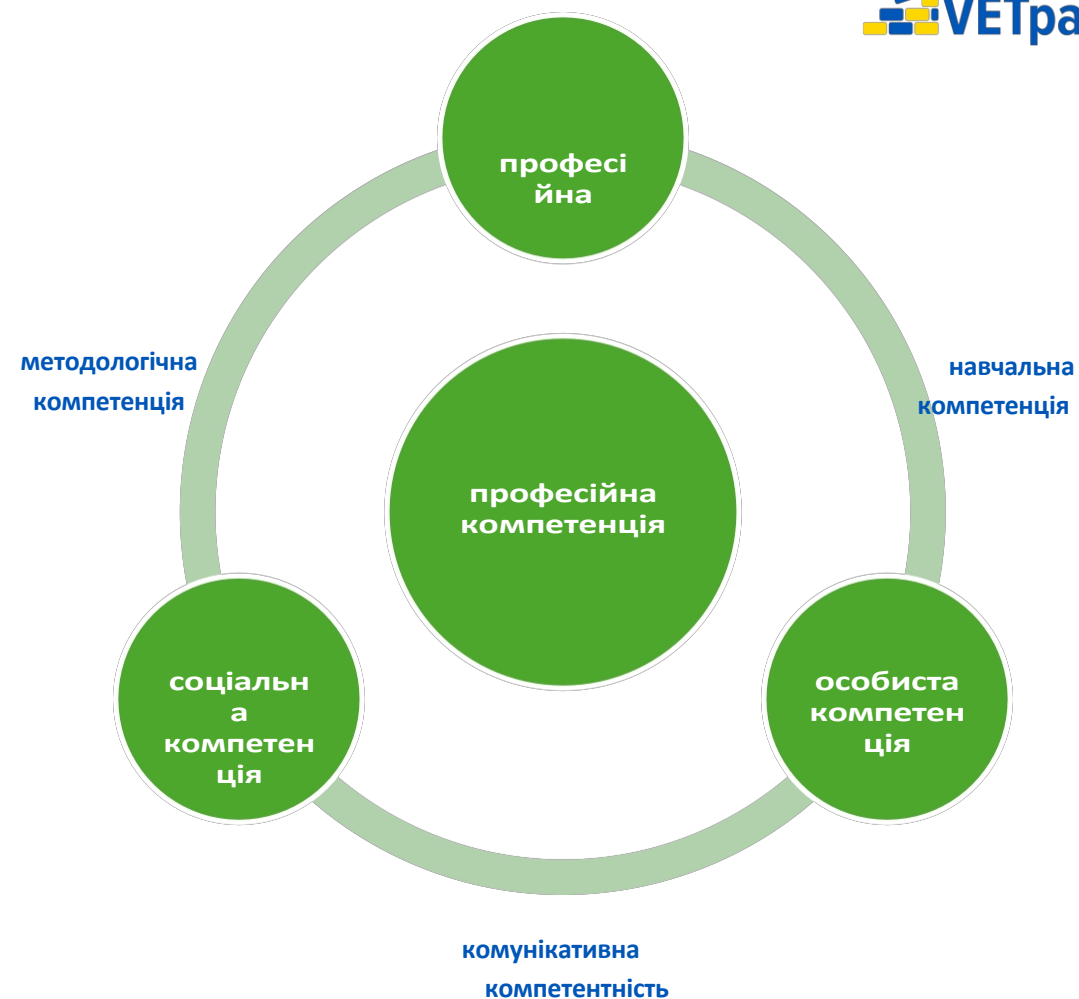 VETpa
професі
йна
методологічна
компетенція
навчальна
компетенція
професійна
компетенція
соціальн
а
компетен
ція
особиста
компетен
ція
комунікативна
компетентність